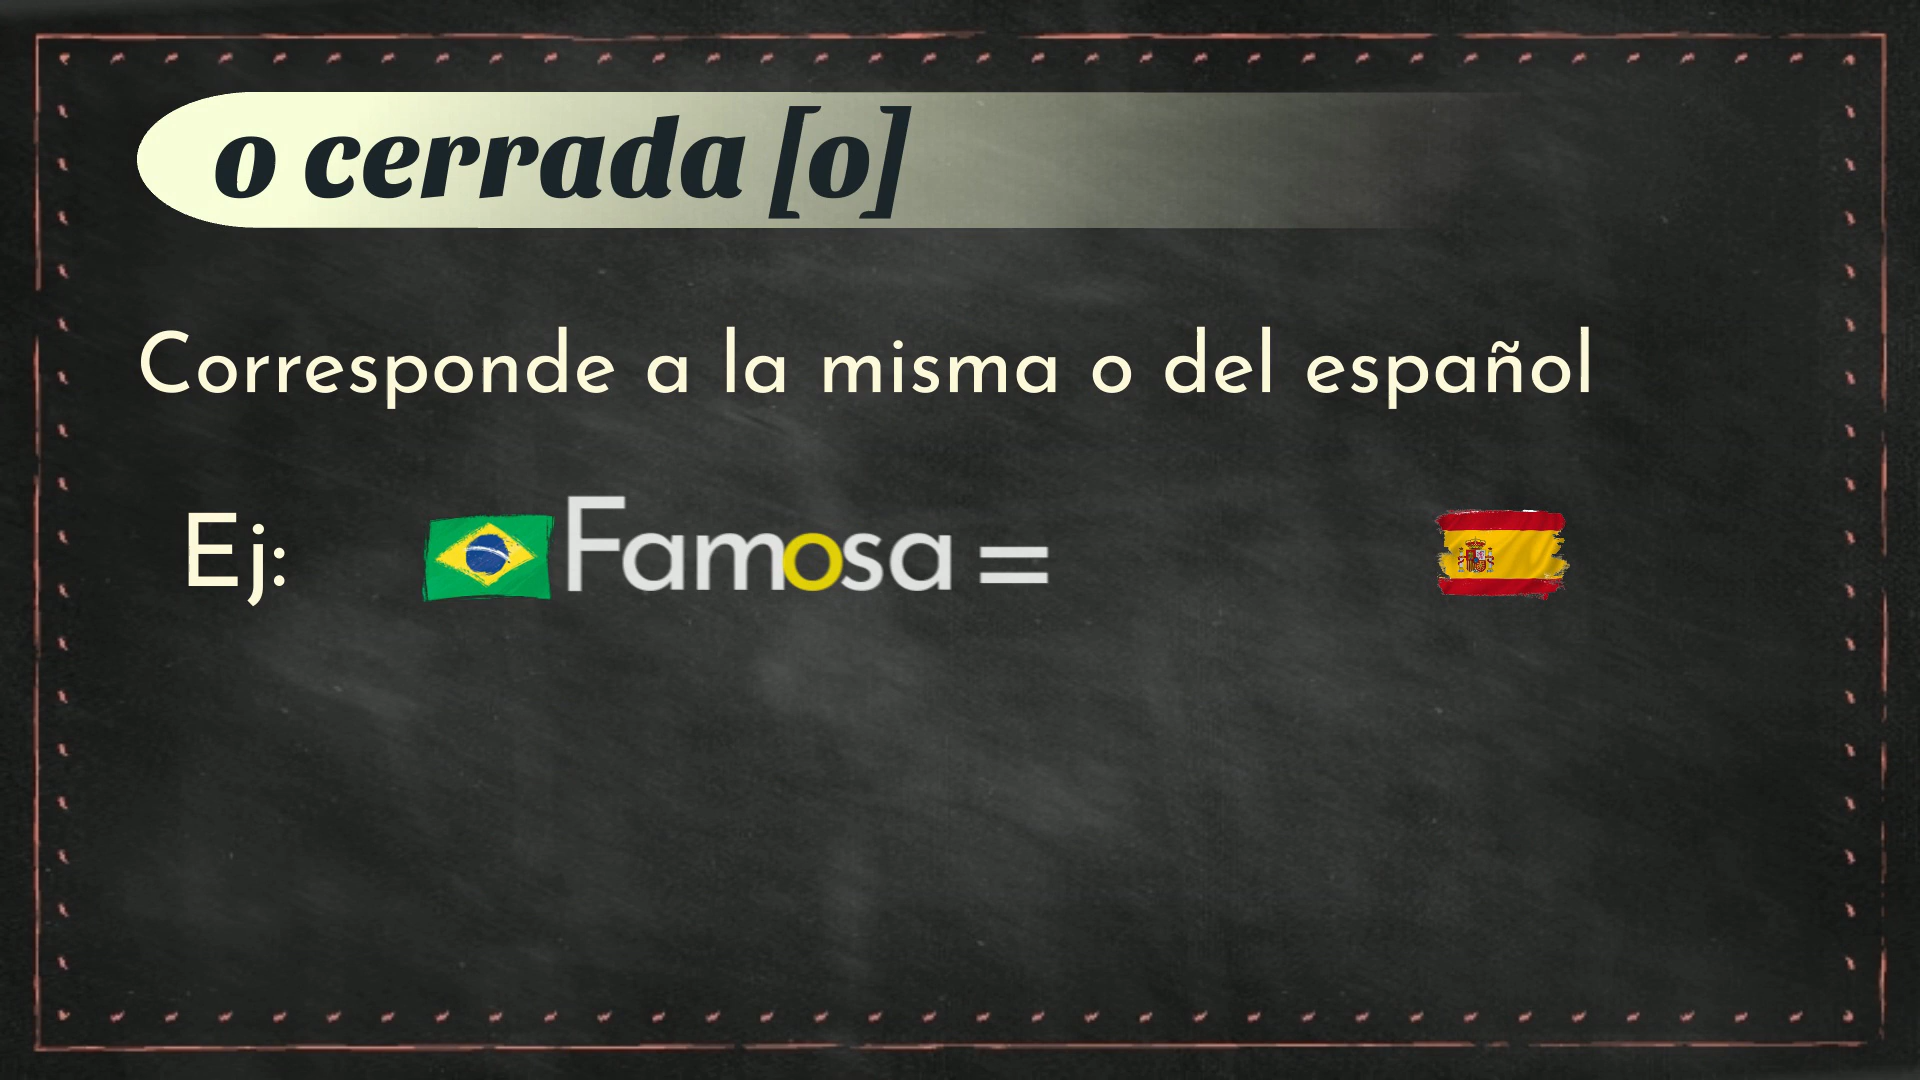 o cerrada [o]
Corresponde a la misma o del español
Ej: Famosa =